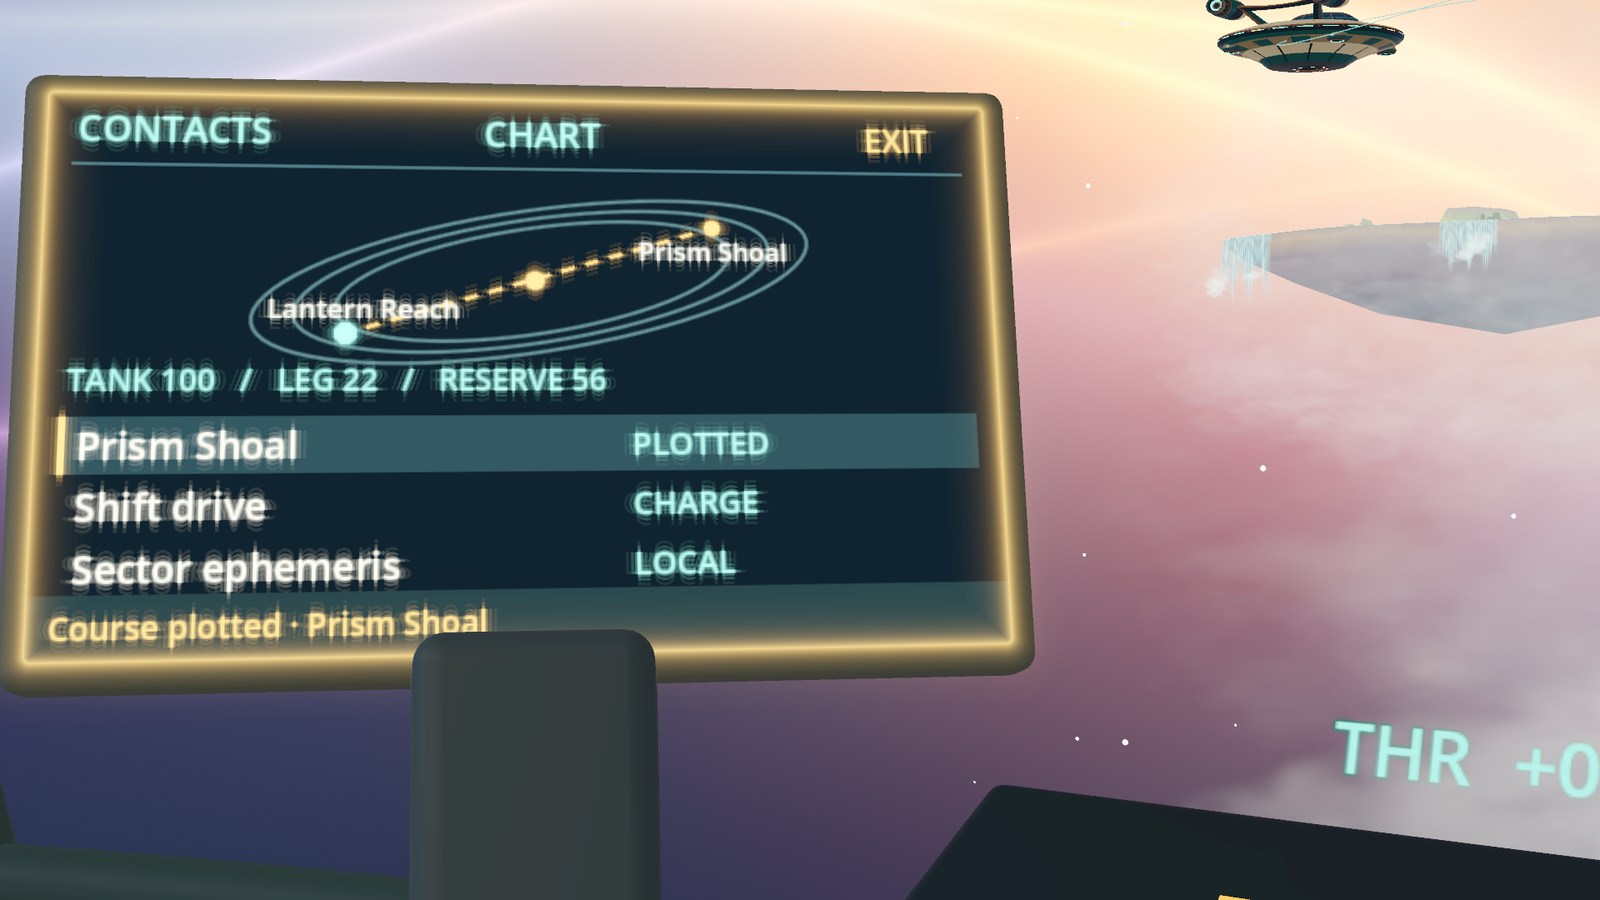 CONTACTS CHART EXIT
Prism Shoal
Lantern Reach
TANK 100 / LEG 22 / RESERVE 56
Prism Shoal PLOTTED
Shift drive CHARGE
Sector ephemeris LOCAL
Course plotted · Prism Shoal
THR +0